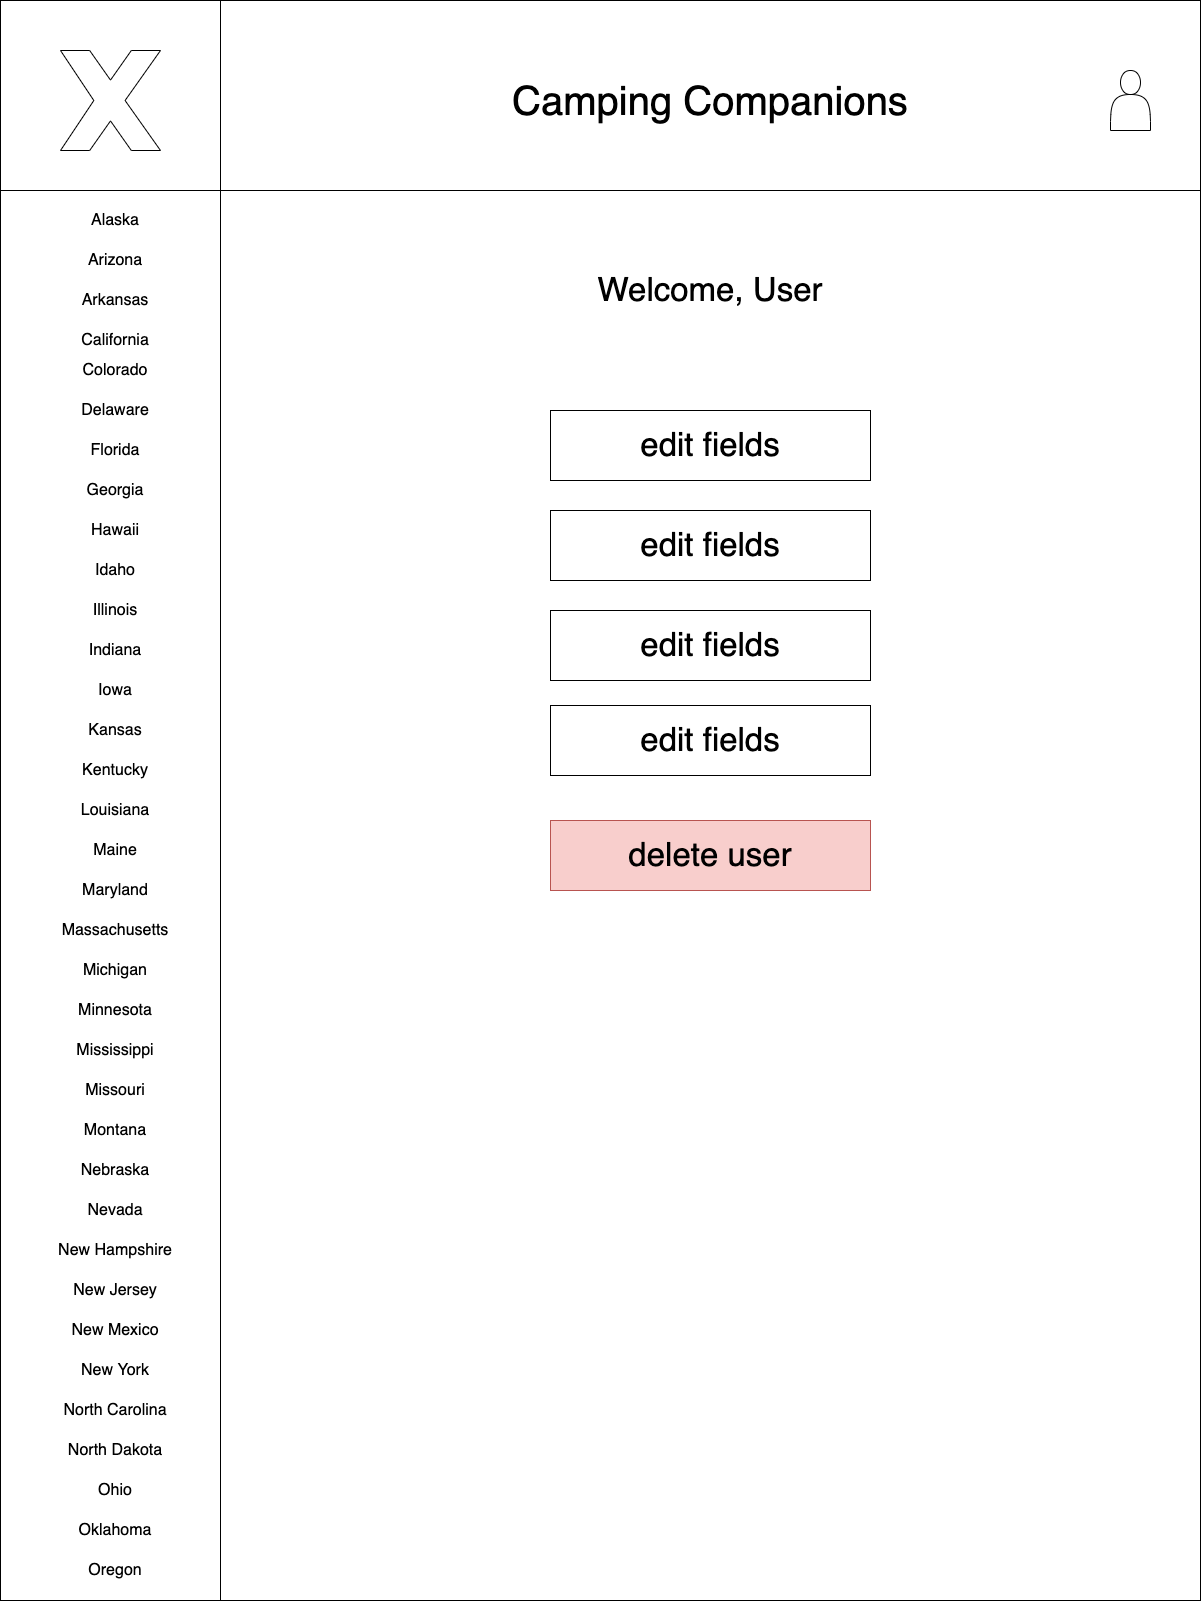 Camping Companions
Alaska
Arizona
Arkansas
California
Colorado
Delaware
Florida
Georgia
Hawaii
Idaho
Illinois
Indiana
Iowa
Kansas
Kentucky
Louisiana
Maine
Maryland
Massachusetts
Michigan
Minnesota
Mississippi
Missouri
Montana
Nebraska
Nevada
New Hampshire
New Jersey
New Mexico
New York
North Carolina
North Dakota
Ohio
Oklahoma
Oregon
Welcome, User
edit fields
edit fields
edit fields
edit fields
delete user